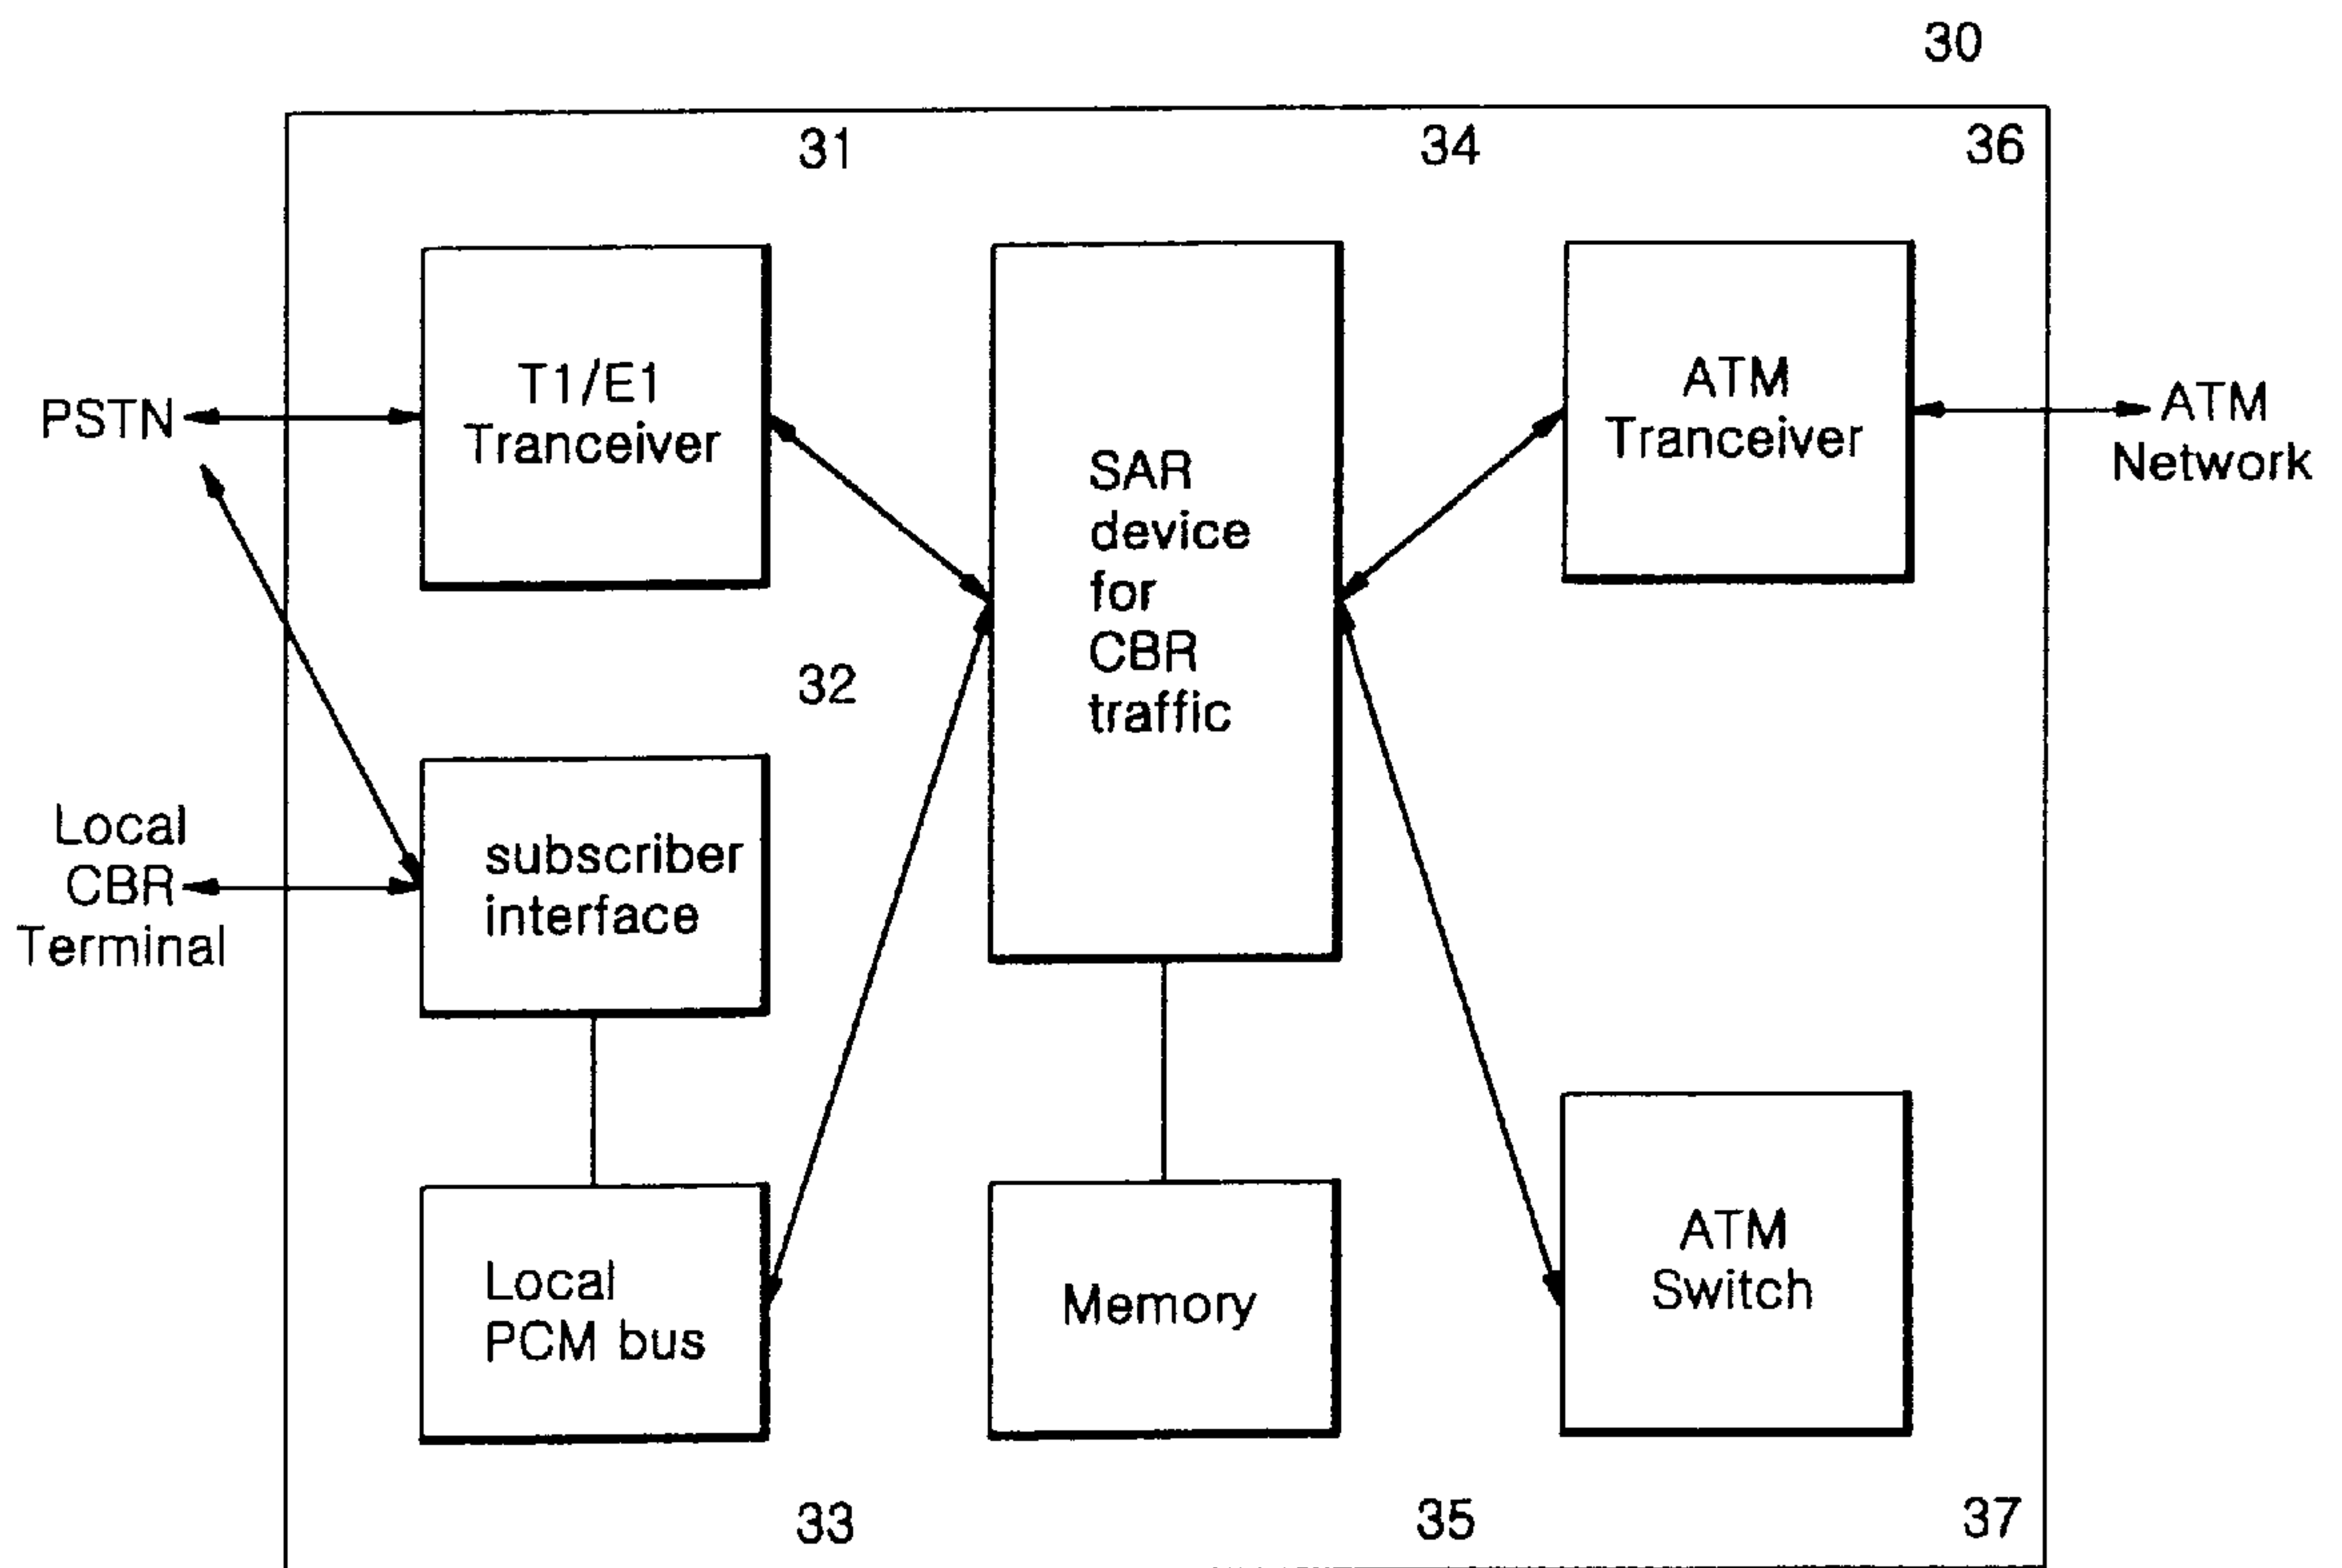 30
31
34
36
T1/E1
Tranceiver
SAR
device
for
CBR
traffic
ATM
Tranceiver
PSTN
ATM
Network
32
subscriber
interface
Local
CBR
Terminal
Local
PCM bus
Memory
ATM
Switch
33
35
37